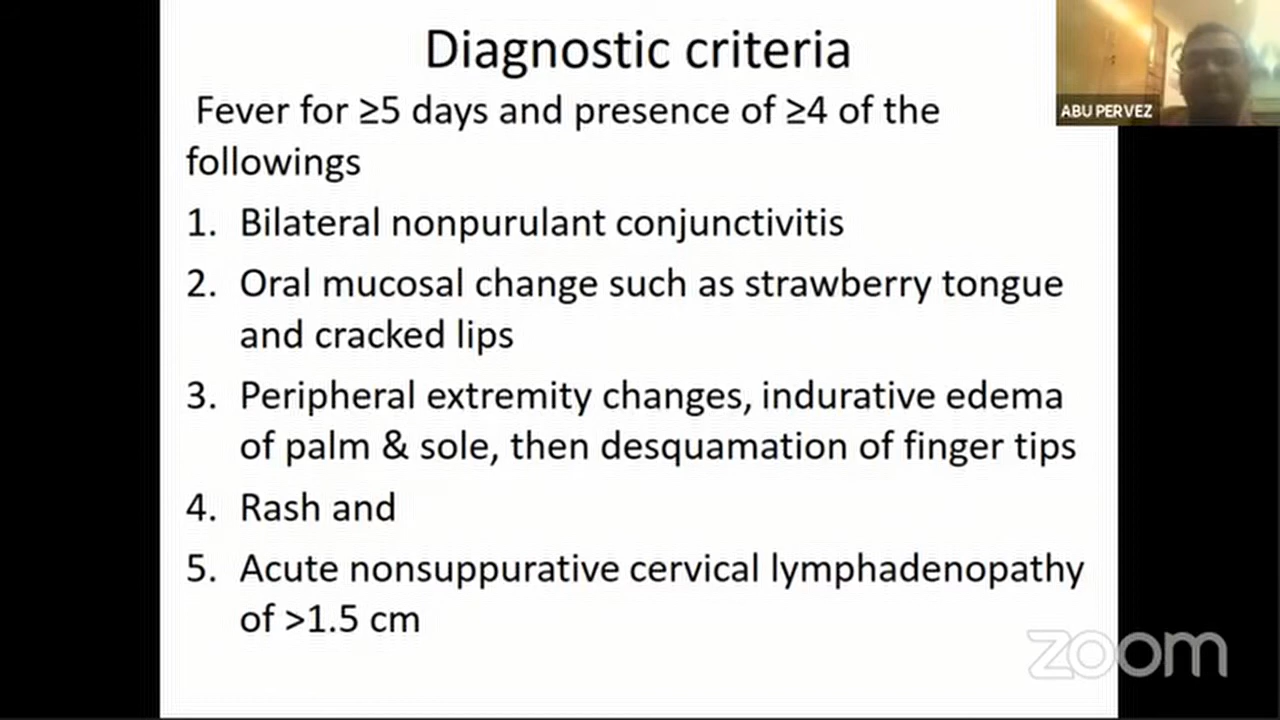 Diagnostic criteria
Fever for ≥5 days and presence of ≥4 of the
followings
1. Bilateral nonpurulant conjunctivitis
2. Oral mucosal change such as strawberry tongue
and cracked lips
3. Peripheral extremity changes, indurative edema
of palm & sole, then desquamation of finger tips
4. Rash and
5. Acute nonsuppurative cervical lymphadenopathy
of >1.5 cm
ABU PERVEZ
zoom